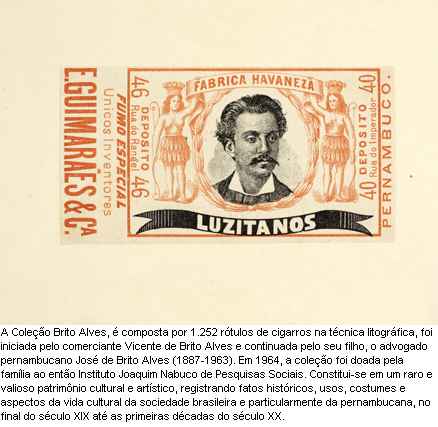 E. GUIMARÃES & Cª
Unicos Inventores
FUMO ESPECIAL
46 DEPOSITO 46
Rua do Rangel
FABRICA HAVANEZA
LUZITANOS
40 DEPOSITO 40
Rua do Imperador
PERNAMBUCO.
A Coleção Brito Alves, é composta por 1.252 rótulos de cigarros na técnica litográfica, foi
iniciada pelo comerciante Vicente de Brito Alves e continuada pelo seu filho, o advogado
pernambucano José de Brito Alves (1887-1963). Em 1964, a coleção foi doada pela
família ao então Instituto Joaquim Nabuco de Pesquisas Sociais. Constitui-se em um raro e
valioso patrimônio cultural e artístico, registrando fatos históricos, usos, costumes e
aspectos da vida cultural da sociedade brasileira e particularmente da pernambucana, no
final do século XIX até as primeiras décadas do século XX.